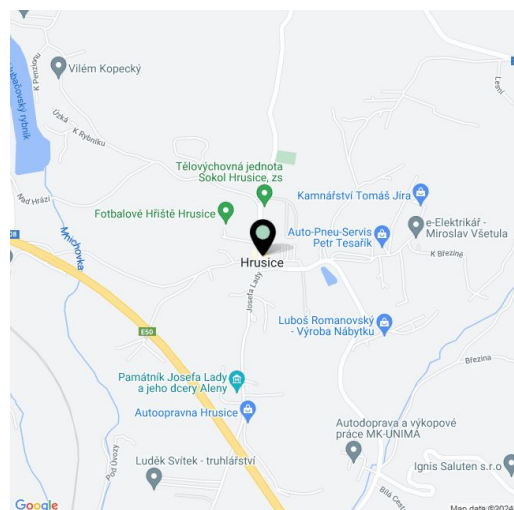 Vilém Kopecký
K Penzionu
Lesní
Úzká
K Rybníku
Tělovýchovná jednota
Sokol Hrusice, zs
Kamnářství Tomáš Jíra
Nad Hrází
Fotbalové Hřiště Hrusice
e-Elektrikář -
Miroslav Všetula
Auto-Pneu-Servis
Petr Tesařík
Mnichovka
K Březině
Hrusice
Josefa Lady
Luboš Romanovský
- Výroba Nábytku
E50
Březina
Památník Josefa Lady
a jeho dcery Aleny
Autoopravna Hrusice
Autodoprava a výkopové
práce MK-UNIMA
Pod Úvozy
Luděk Svítek - truhlářství
Ignis Saluten s.r.o
Bílá Cest
Google
Map data ©2024